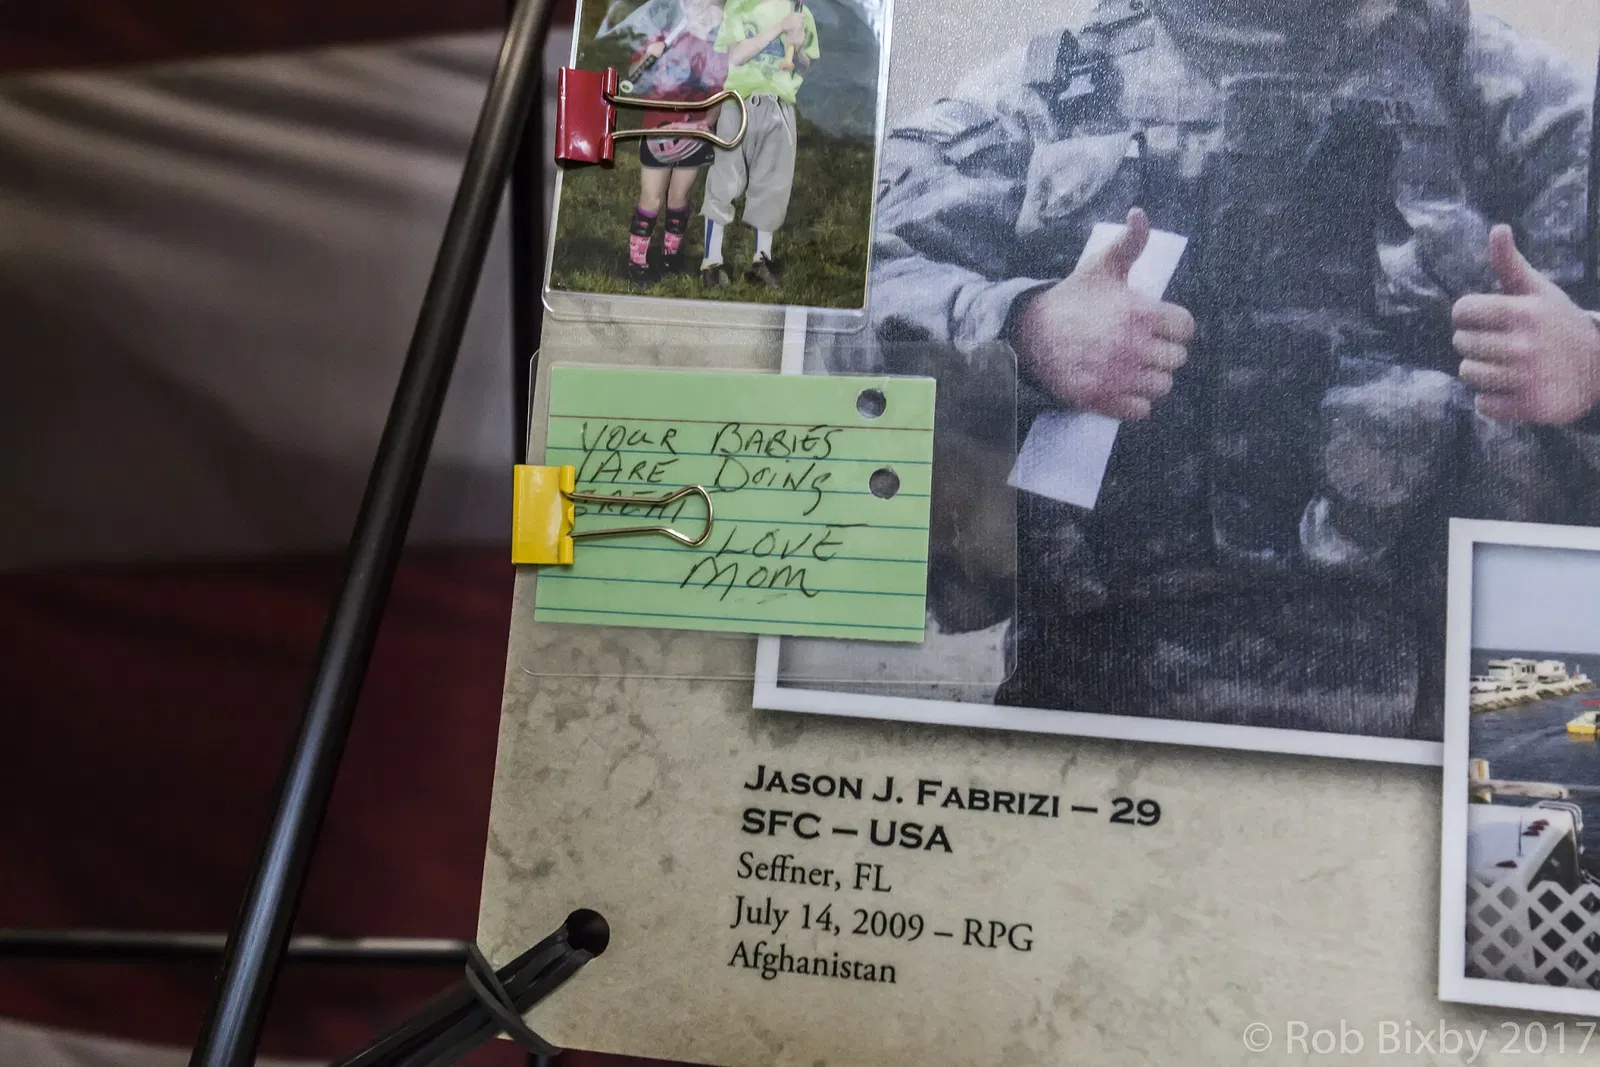 YOUR BABIES
ARE DOING
GREAT
LOVE
MOM
JASON J. FABRIZI – 29
SFC – USA
Seffner, FL
July 14, 2009 – RPG
Afghanistan
© Rob Bixby 2017